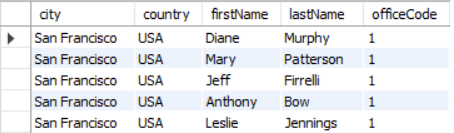 city country firstName lastName officeCode
San Francisco USA Diane Murphy 1
San Francisco USA Mary Patterson 1
San Francisco USA Jeff Firrelli 1
San Francisco USA Anthony Bow 1
San Francisco USA Leslie Jennings 1